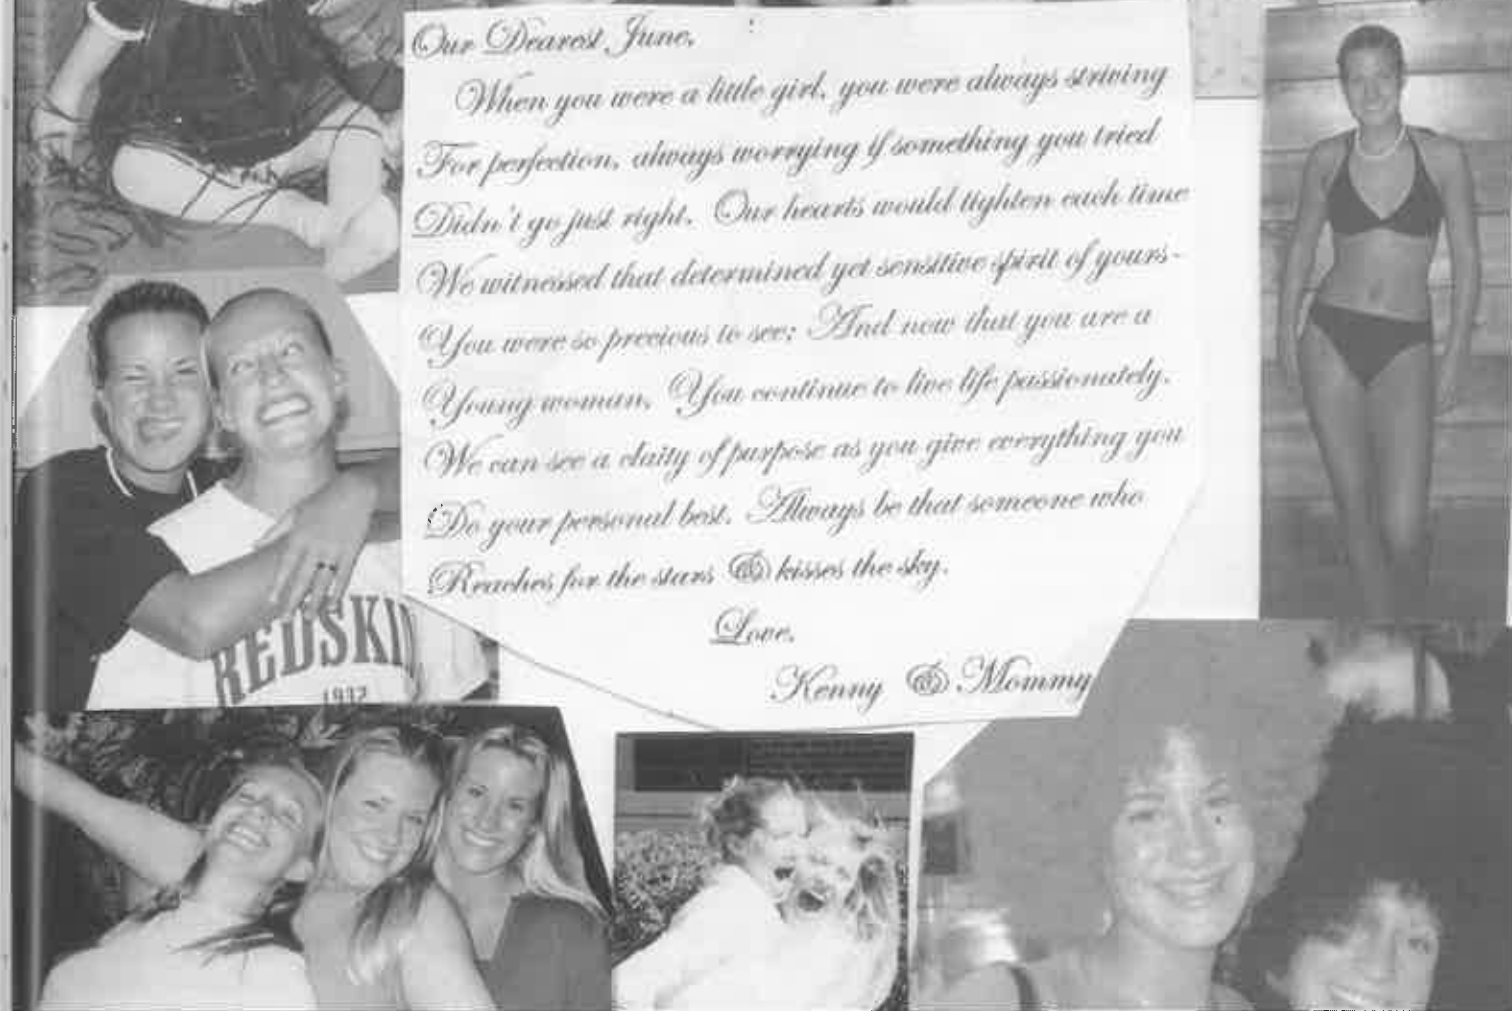 Our Dearest June,
When you were a little girl, you were always striving
For perfection, always worrying if something you tried
Didn't go just right. Our hearts would tighten each time
We witnessed that determined yet sensitive spirit of yours-
You were so precious to see; And now that you are a
Young woman, You continue to live life passionately.
We can see a claity of purpose as you give everything you
Do your personal best. Always be that someone who
Reaches for the stars & kisses the sky.
Love,
Kenny & Mommy
REDSKI
1932